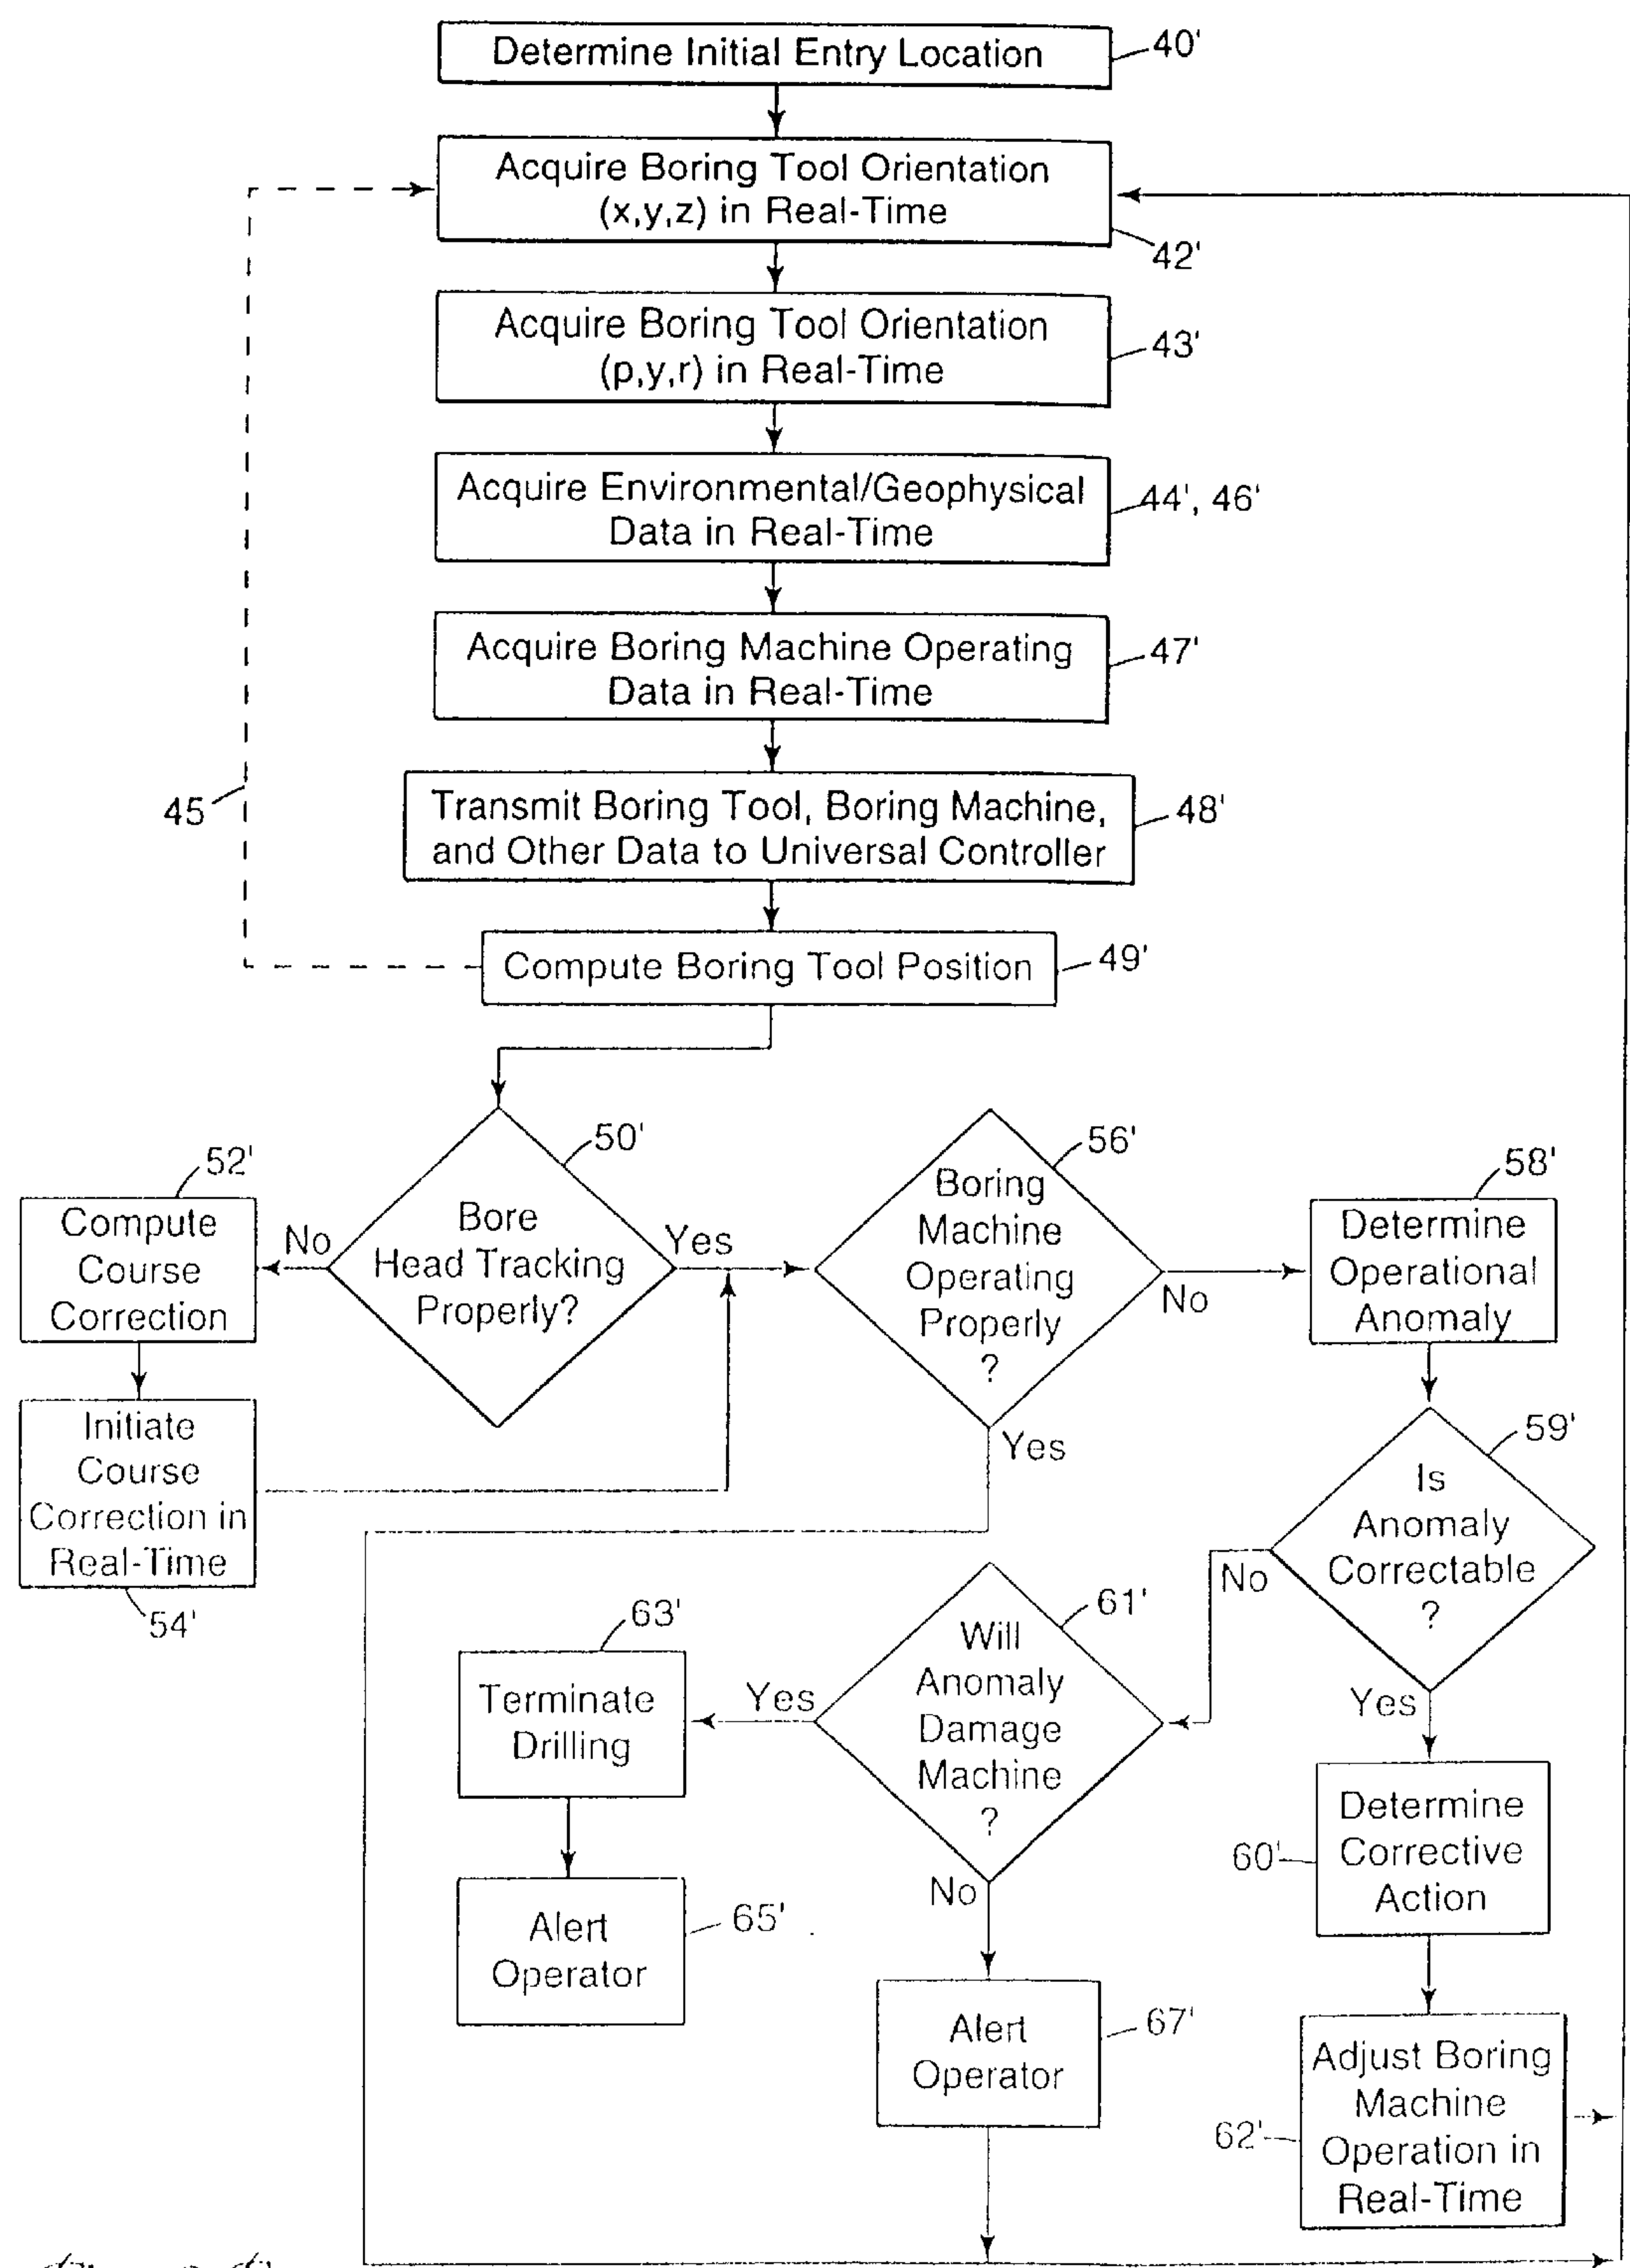 Determine Initial Entry Location
40'
Acquire Boring Tool Orientation
(x,y,z) in Real-Time
42'
Acquire Boring Tool Orientation
(p,y,r) in Real-Time
43'
Acquire Environmental/Geophysical
Data in Real-Time
44', 46'
Acquire Boring Machine Operating
Data in Real-Time
47'
45
Transmit Boring Tool, Boring Machine,
and Other Data to Universal Controller
48'
Compute Boring Tool Position
49'
50'
Bore
Head Tracking
Properly?
No
Yes
52'
Compute
Course
Correction
Initiate
Course
Correction in
Real-Time
54'
56'
Boring
Machine
Operating
Properly
?
No
Yes
58'
Determine
Operational
Anomaly
59'
Is
Anomaly
Correctable
?
No
Yes
61'
Will
Anomaly
Damage
Machine
?
Yes
No
63'
Terminate
Drilling
Alert
Operator
65'
Alert
Operator
67'
60'
Determine
Corrective
Action
62'
Adjust Boring
Machine
Operation in
Real-Time